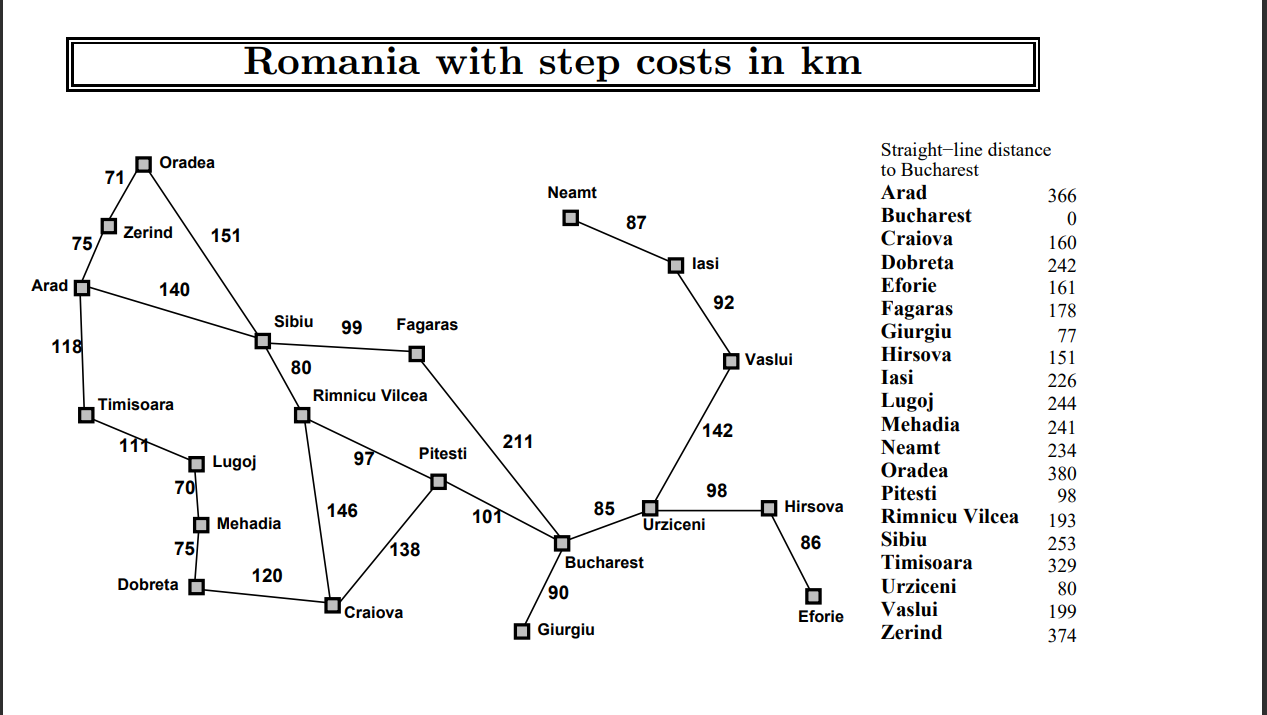 Romania with step costs in km
Oradea
71
Neamt
Zerind
87
151
75
Iasi
Arad
140
92
Sibiu
99
Fagaras
118
Vaslui
80
Timisoara
Rimnicu Vilcea
142
111
211
Lugoj
97
Pitesti
70
98
146
101
85
Hirsova
Mehadia
Urziceni
75
138
86
Bucharest
120
Dobreta
90
Craiova
Eforie
Giurgiu
Straight−line distance
to Bucharest
Arad 366
Bucharest 0
Craiova 160
Dobreta 242
Eforie 161
Fagaras 178
Giurgiu 77
Hirsova 151
Iasi 226
Lugoj 244
Mehadia 241
Neamt 234
Oradea 380
Pitesti 98
Rimnicu Vilcea 193
Sibiu 253
Timisoara 329
Urziceni 80
Vaslui 199
Zerind 374